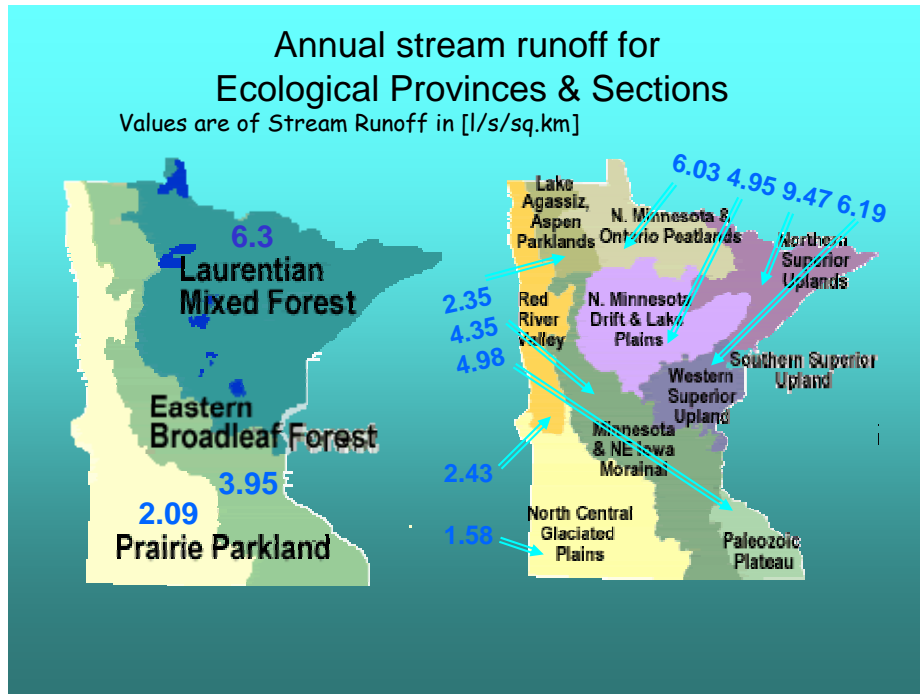 Annual stream runoff for
Ecological Provinces & Sections
Values are of Stream Runoff in [l/s/sq.km]
6.3
Laurentian
Mixed Forest
Eastern
Broadleaf Forest
3.95
2.09
Prairie Parkland
6.03 4.95 9.47 6.19
Lake
Agassiz,
Aspen
Parklands
N. Minnesota &
Ontario Peatlands
Northern
Superior
Uplands
2.35
4.35
4.98
Red
River
Valley
N. Minnesota
Drift & Lake
Plains
Southern Superior
Upland
Western
Superior
Upland
Minnesota
& NE Iowa
Morainal
2.43
1.58
North Central
Glaciated
Plains
Paleozoic
Plateau